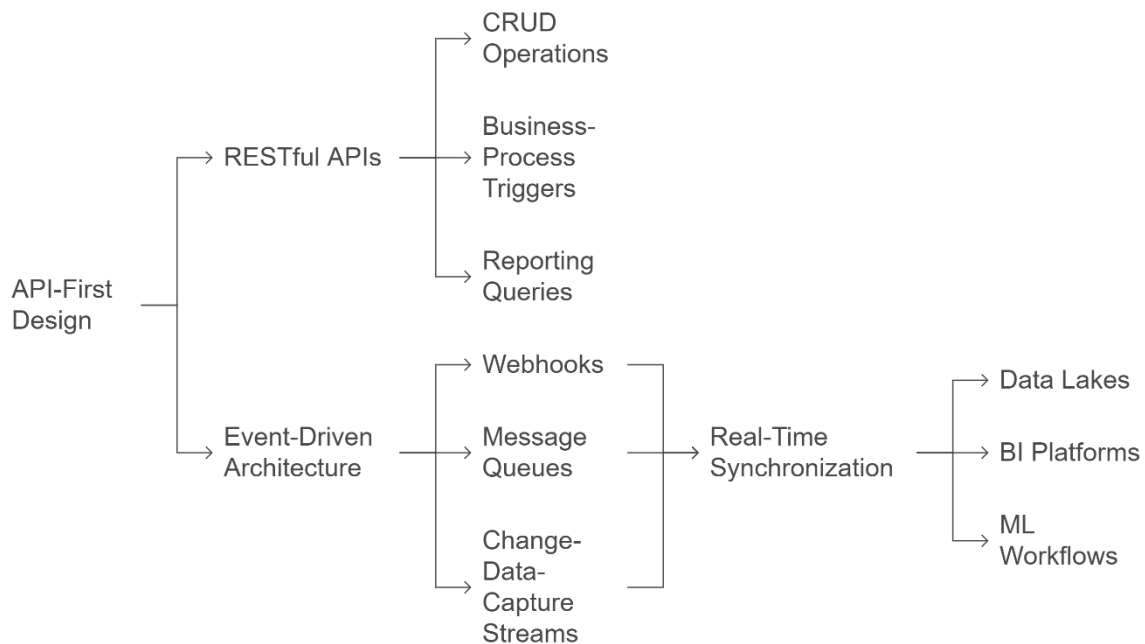 CRUD
Operations
Business-
Process
Triggers
RESTful APIs
Reporting
Queries
API-First
Design
Webhooks
Data Lakes
Event-Driven
Architecture
Message
Queues
Real-Time
Synchronization
BI Platforms
ML
Workflows
Change-
Data-
Capture
Streams